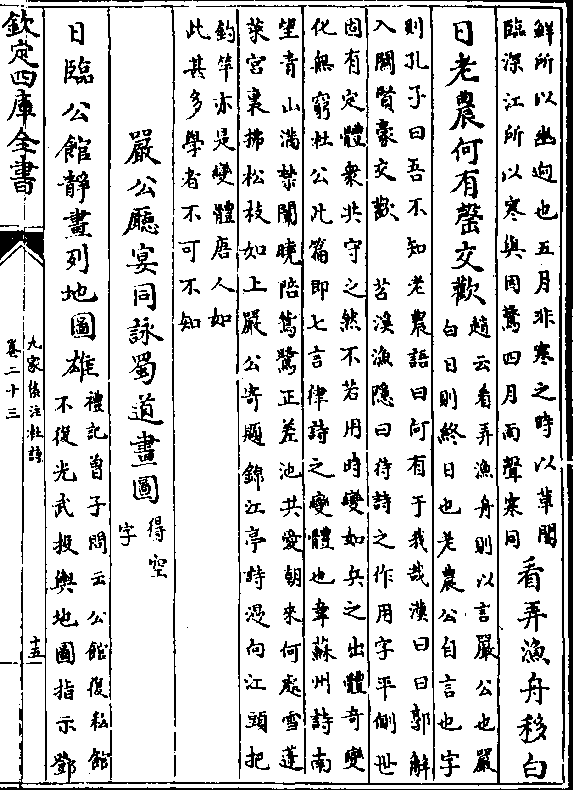 鮮所以幽迥也五月非寒之時以草閣
臨深江所以寒與因驚四月雨聲寒同
看弄漁舟移白
日老農何有罄交歡
趙云看弄漁舟則以言嚴公也嚴
白日則終日也老農公自言也字
則孔子曰吾不知老農語曰何有于我哉漢曰曰郭解
入關賢豪交歡 苕溪漁隱曰待詩之作用字平側世
固有定體衆共守之然不若用時變如兵之出體奇變
化無窮杜公此篇即七言律詩之變體也韋蘇州詩南
望青山滿禁闈曉陪鴛鷺正差池共愛朝來何處雪蓬
萊宮裏拂松枝如上嚴公寄題錦江亭詩漫向江頭把
釣竿亦是變體唐人如
此甚多學者不可不知
嚴公廳宴同詠蜀道畫圖
得空
字
日臨公館靜畫列地圖雄
禮記曾子問云公館復私館
不復光武披輿地圖指示鄧
欽定四庫全書
九家集注杜詩
卷二十三
十五